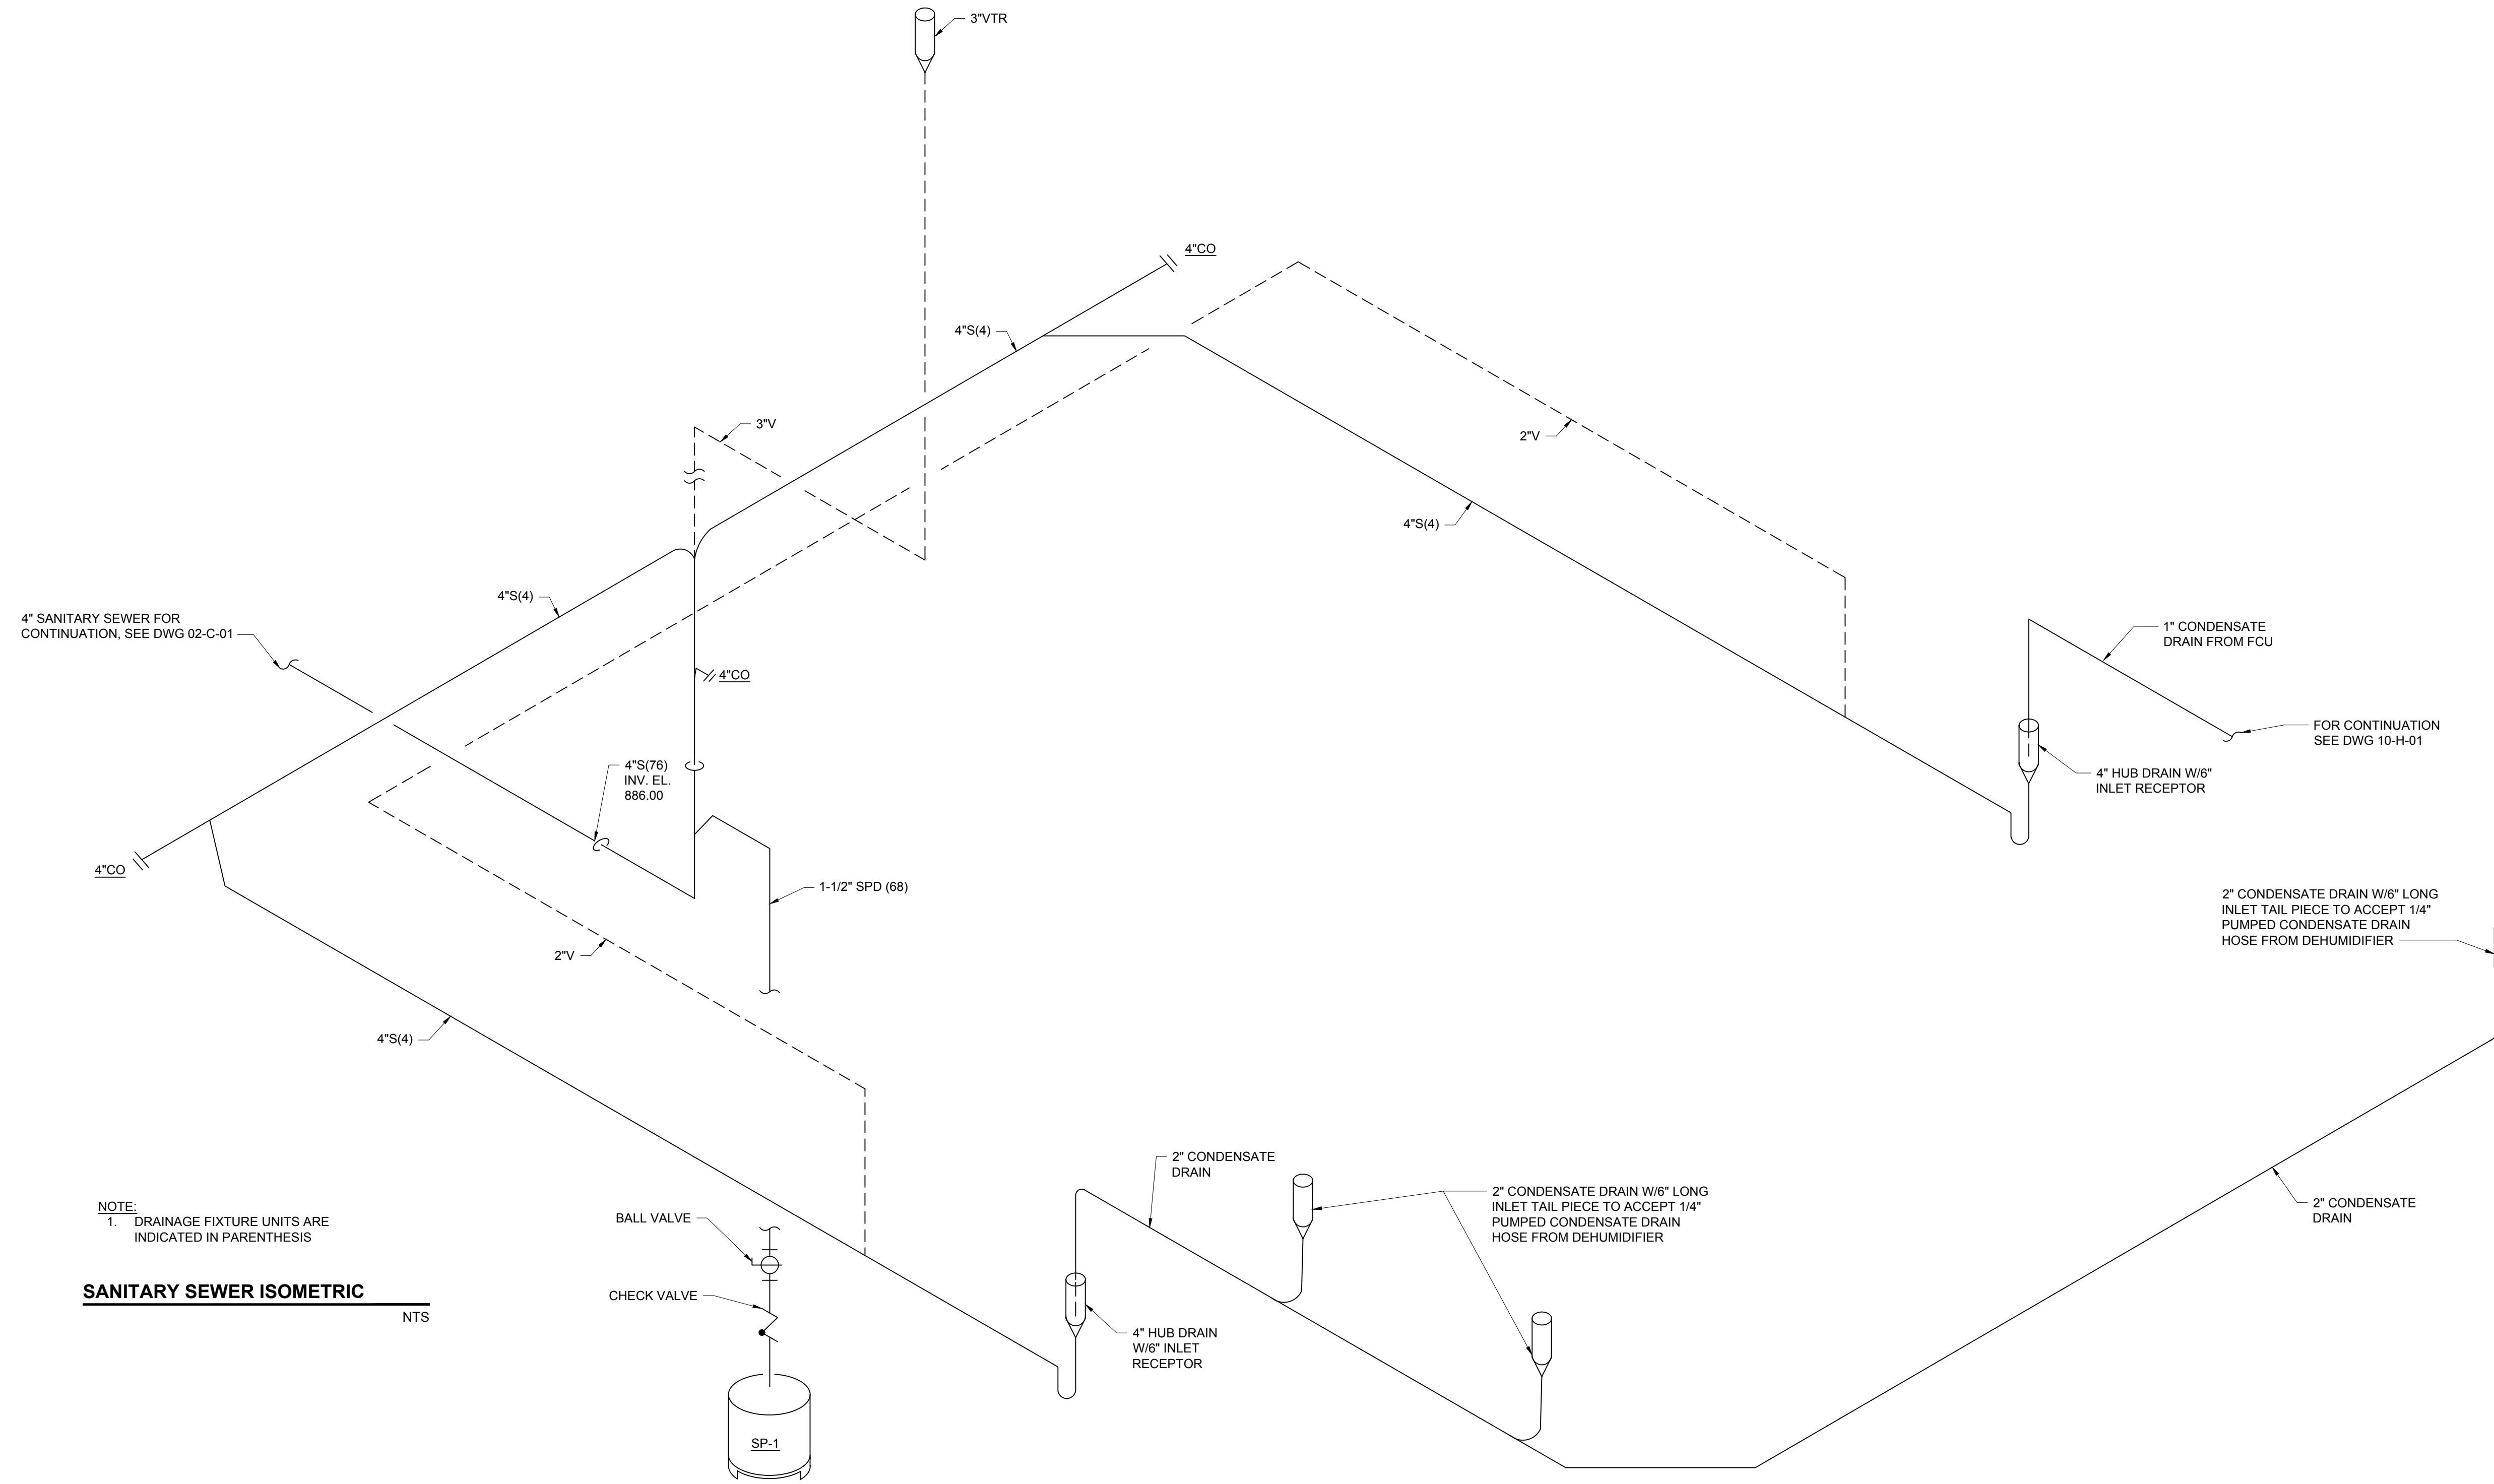 3"VTR
4"CO
4"S(4)
3"V
2"V
4"S(4)
4"S(4)
4" SANITARY SEWER FOR
CONTINUATION, SEE DWG 02-C-01
1" CONDENSATE
DRAIN FROM FCU
4"CO
FOR CONTINUATION
SEE DWG 10-H-01
4"S(76)
INV. EL.
886.00
4" HUB DRAIN W/6"
INLET RECEPTOR
4"CO
1-1/2" SPD (68)
2" CONDENSATE DRAIN W/6" LONG
INLET TAIL PIECE TO ACCEPT 1/4"
PUMPED CONDENSATE DRAIN
HOSE FROM DEHUMIDIFIER
2"V
4"S(4)
2" CONDENSATE
DRAIN
2" CONDENSATE DRAIN W/6" LONG
INLET TAIL PIECE TO ACCEPT 1/4"
PUMPED CONDENSATE DRAIN
HOSE FROM DEHUMIDIFIER
2" CONDENSATE
DRAIN
NOTE:
1. DRAINAGE FIXTURE UNITS ARE
INDICATED IN PARENTHESIS
BALL VALVE
SANITARY SEWER ISOMETRIC
NTS
CHECK VALVE
4" HUB DRAIN
W/6" INLET
RECEPTOR
SP-1